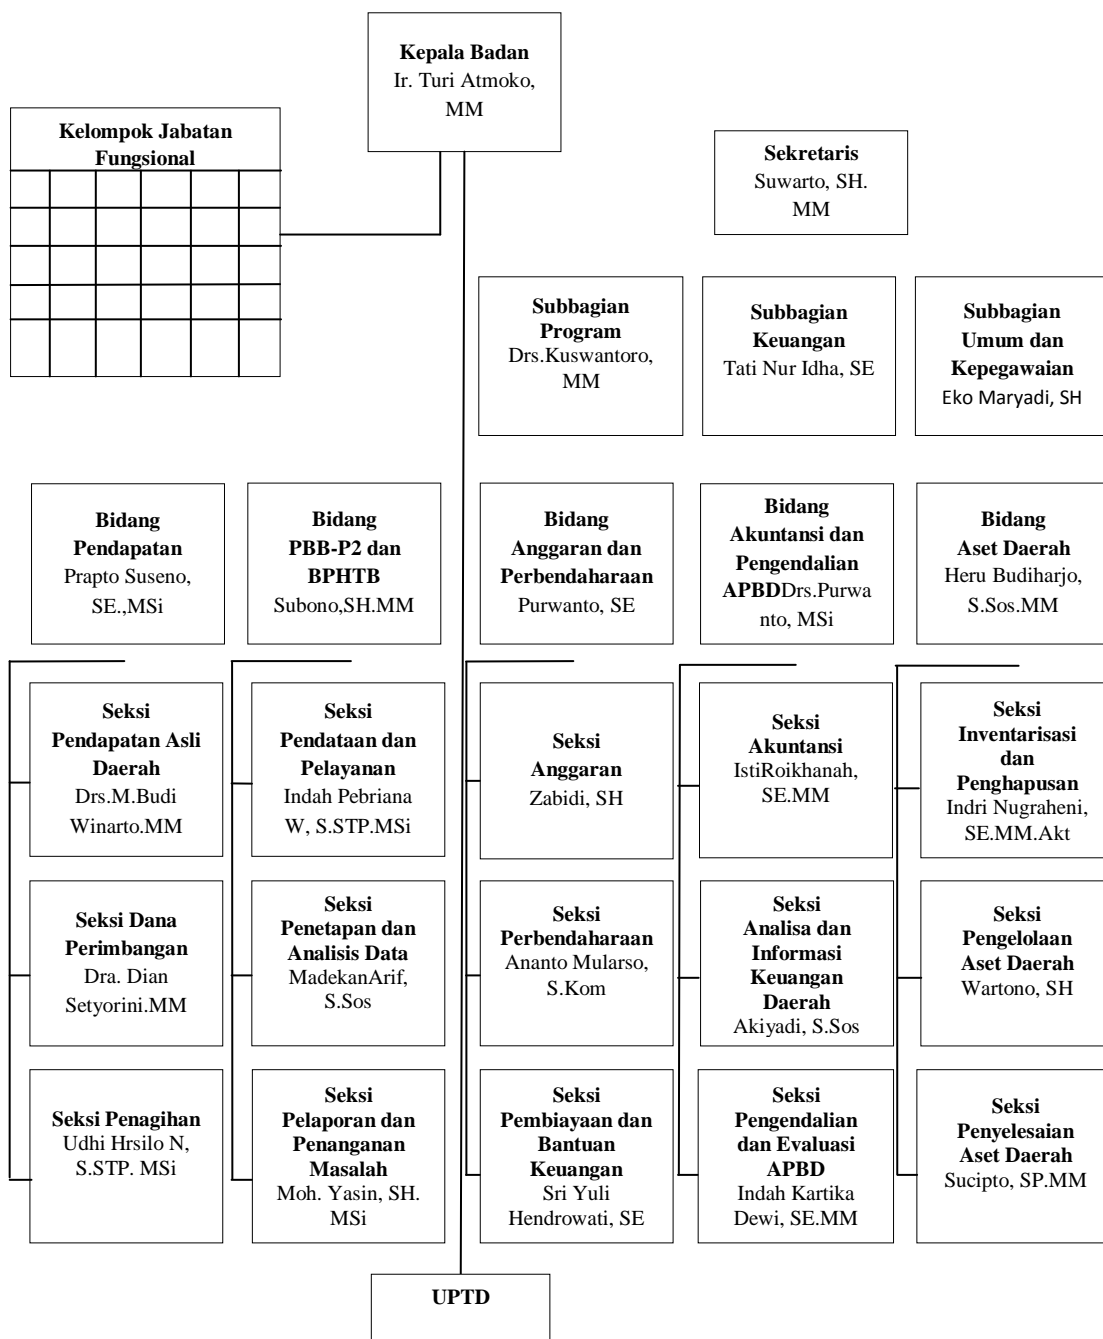 Kepala Badan
Ir. Turi Atmoko,
MM
Kelompok Jabatan
Fungsional
Sekretaris
Suwarto, SH.
MM
Subbagian
Program
Drs.Kuswantoro,
MM
Subbagian
Keuangan
Tati Nur Idha, SE
Subbagian
Umum dan
Kepegawaian
Eko Maryadi, SH
Bidang
Pendapatan
Prapto Suseno,
SE.,MSi
Bidang
PBB-P2 dan
BPHTB
Subono,SH.MM
Bidang
Anggaran dan
Perbendaharaan
Purwanto, SE
Bidang
Akuntansi dan
Pengendalian
APBDDrs.Purwa
nto, MSi
Bidang
Aset Daerah
Heru Budiharjo,
S.Sos.MM
Seksi
Pendapatan Asli
Daerah
Drs.M.Budi
Winarto.MM
Seksi
Pendataan dan
Pelayanan
Indah Pebriana
W, S.STP.MSi
Seksi
Anggaran
Zabidi, SH
Seksi
Akuntansi
IstiRoikhanah,
SE.MM
Seksi
Inventarisasi
dan
Penghapusan
Indri Nugraheni,
SE.MM.Akt
Seksi Dana
Perimbangan
Dra. Dian
Setyorini.MM
Seksi
Penetapan dan
Analisis Data
MadekanArif,
S.Sos
Seksi
Perbendaharaan
Ananto Mularso,
S.Kom
Seksi
Analisa dan
Informasi
Keuangan
Daerah
Akiyadi, S.Sos
Seksi
Pengelolaan
Aset Daerah
Wartono, SH
Seksi Penagihan
Udhi Hrsilo N,
S.STP. MSi
Seksi
Pelaporan dan
Penanganan
Masalah
Moh. Yasin, SH.
MSi
Seksi
Pembiayaan dan
Bantuan
Keuangan
Sri Yuli
Hendrowati, SE
Seksi
Pengendalian
dan Evaluasi
APBD
Indah Kartika
Dewi, SE.MM
Seksi
Penyelesaian
Aset Daerah
Sucipto, SP.MM
UPTD